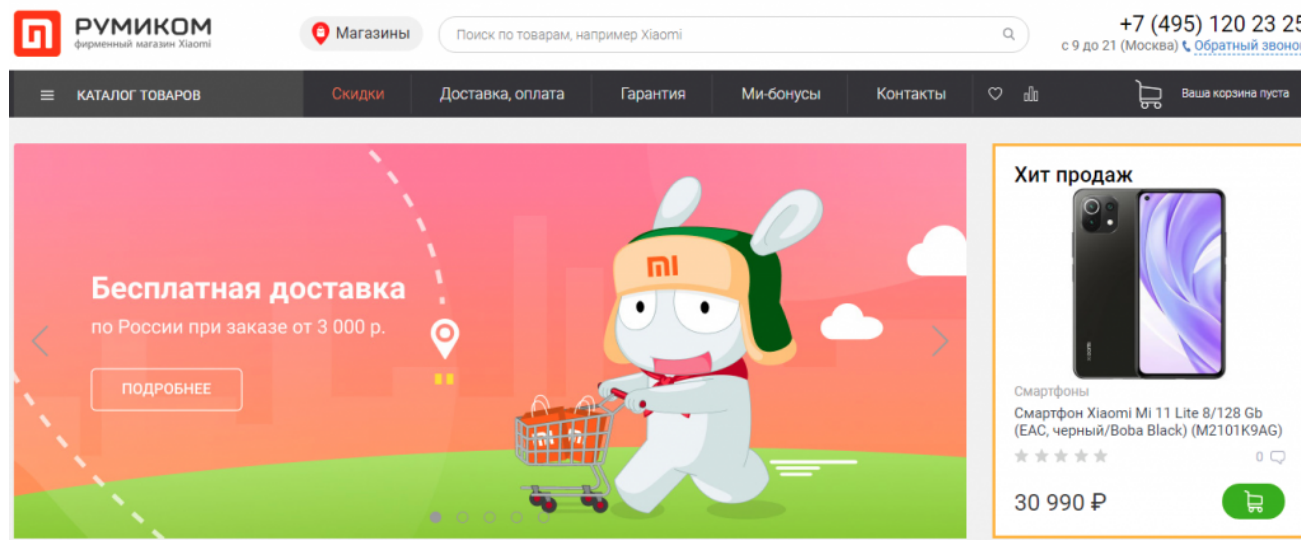 РУМИКОМ
фирменный магазин Xiaomi
Магазины
Поиск по товарам, например Xiaomi
+7 (495) 120 23 25
с 9 до 21 (Москва) Обратный звонок
КАТАЛОГ ТОВАРОВ
Скидки
Доставка, оплата
Гарантия
Ми-бонусы
Контакты
Ваша корзина пуста
Бесплатная доставка
по России при заказе от 3 000 р.
ПОДРОБНЕЕ
Хит продаж
Смартфоны
Смартфон Xiaomi Mi 11 Lite 8/128 Gb
(EAC, черный/Boba Black) (M2101K9AG)
0
30 990 ₽